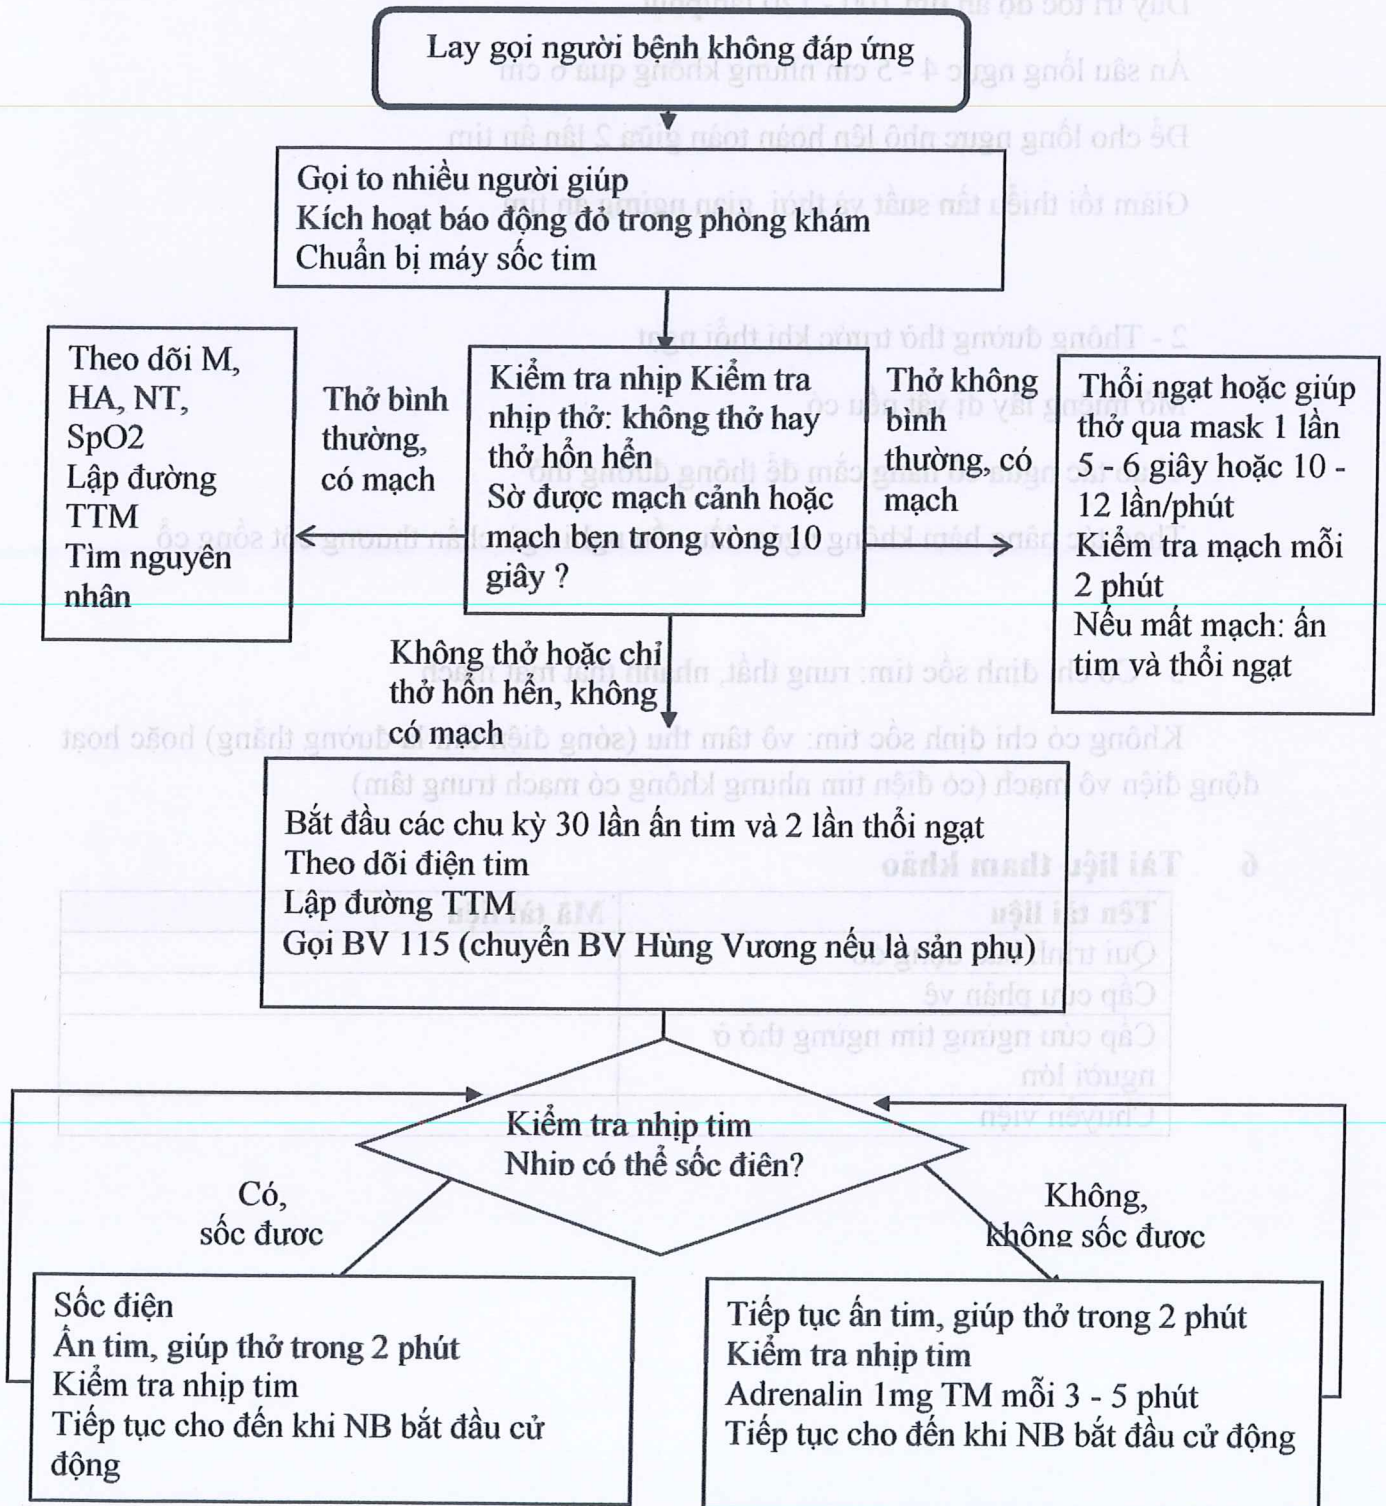 Lay gọi người bệnh không đáp ứng
Gọi to nhiều người giúp
Kích hoạt báo động đỏ trong phòng khám
Chuẩn bị máy sốc tim
Theo dõi M,
HA, NT,
SpO2
Lập đường
TTM
Tìm nguyên
nhân
Thở bình
thường,
có mạch
Kiểm tra nhịp Kiểm tra
nhịp thở: không thở hay
thở hổn hển
Sờ được mạch cảnh hoặc
mạch bẹn trong vòng 10
giây ?
Thở không
bình
thường, có
mạch
Thổi ngạt hoặc giúp
thở qua mask 1 lần
5 - 6 giây hoặc 10 -
12 lần/phút
Kiểm tra mạch mỗi
2 phút
Nếu mất mạch: ấn
tim và thổi ngạt
Không thở hoặc chỉ
thở hổn hển, không
có mạch
Bắt đầu các chu kỳ 30 lần ấn tim và 2 lần thổi ngạt
Theo dõi điện tim
Lập đường TTM
Gọi BV 115 (chuyển BV Hùng Vương nếu là sản phụ)
Kiểm tra nhịp tim
Nhịp có thể sốc điện?
Có,
sốc được
Không,
không sốc được
Sốc điện
Ấn tim, giúp thở trong 2 phút
Kiểm tra nhịp tim
Tiếp tục cho đến khi NB bắt đầu cử
động
Tiếp tục ấn tim, giúp thở trong 2 phút
Kiểm tra nhịp tim
Adrenalin 1mg TM mỗi 3 - 5 phút
Tiếp tục cho đến khi NB bắt đầu cử động